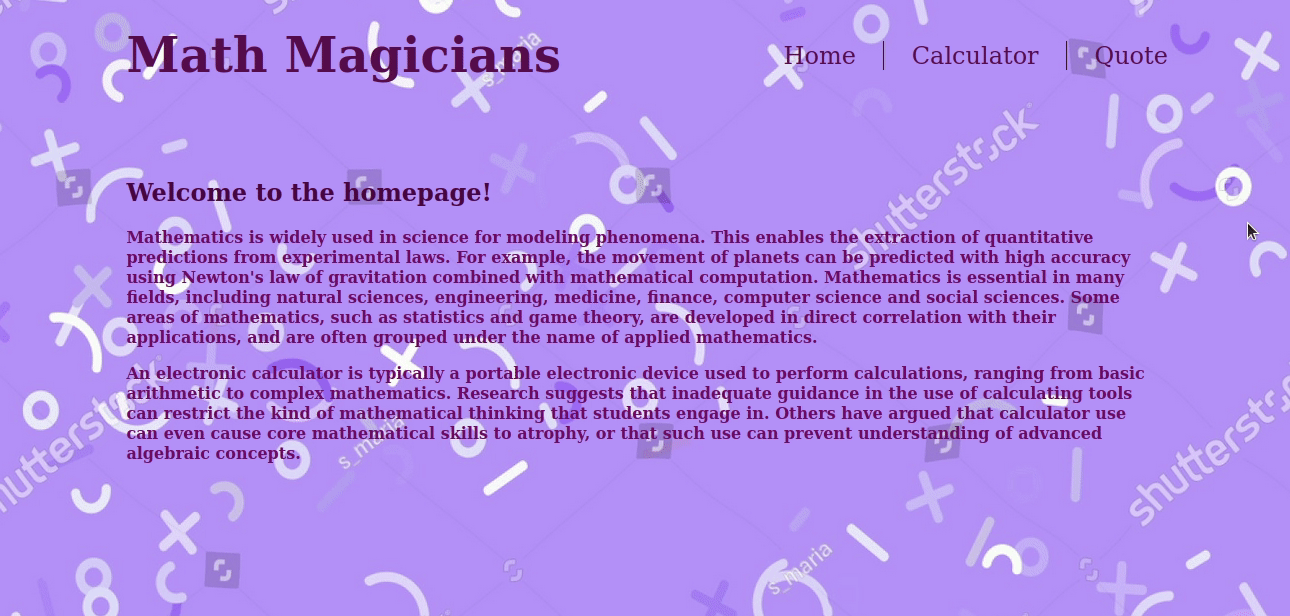 Math Magicians
Home
Calculator
Quote
Welcome to the homepage!
Mathematics is widely used in science for modeling phenomena. This enables the extraction of quantitative
predictions from experimental laws. For example, the movement of planets can be predicted with high accuracy
using Newton's law of gravitation combined with mathematical computation. Mathematics is essential in many
fields, including natural sciences, engineering, medicine, finance, computer science and social sciences. Some
areas of mathematics, such as statistics and game theory, are developed in direct correlation with their
applications, and are often grouped under the name of applied mathematics.
An electronic calculator is typically a portable electronic device used to perform calculations, ranging from basic
arithmetic to complex mathematics. Research suggests that inadequate guidance in the use of calculating tools
can restrict the kind of mathematical thinking that students engage in. Others have argued that calculator use
can even cause core mathematical skills to atrophy, or that such use can prevent understanding of advanced
algebraic concepts.
s_maria
shutterstock
shutterstock
s_maria
shutterstock
s_maria